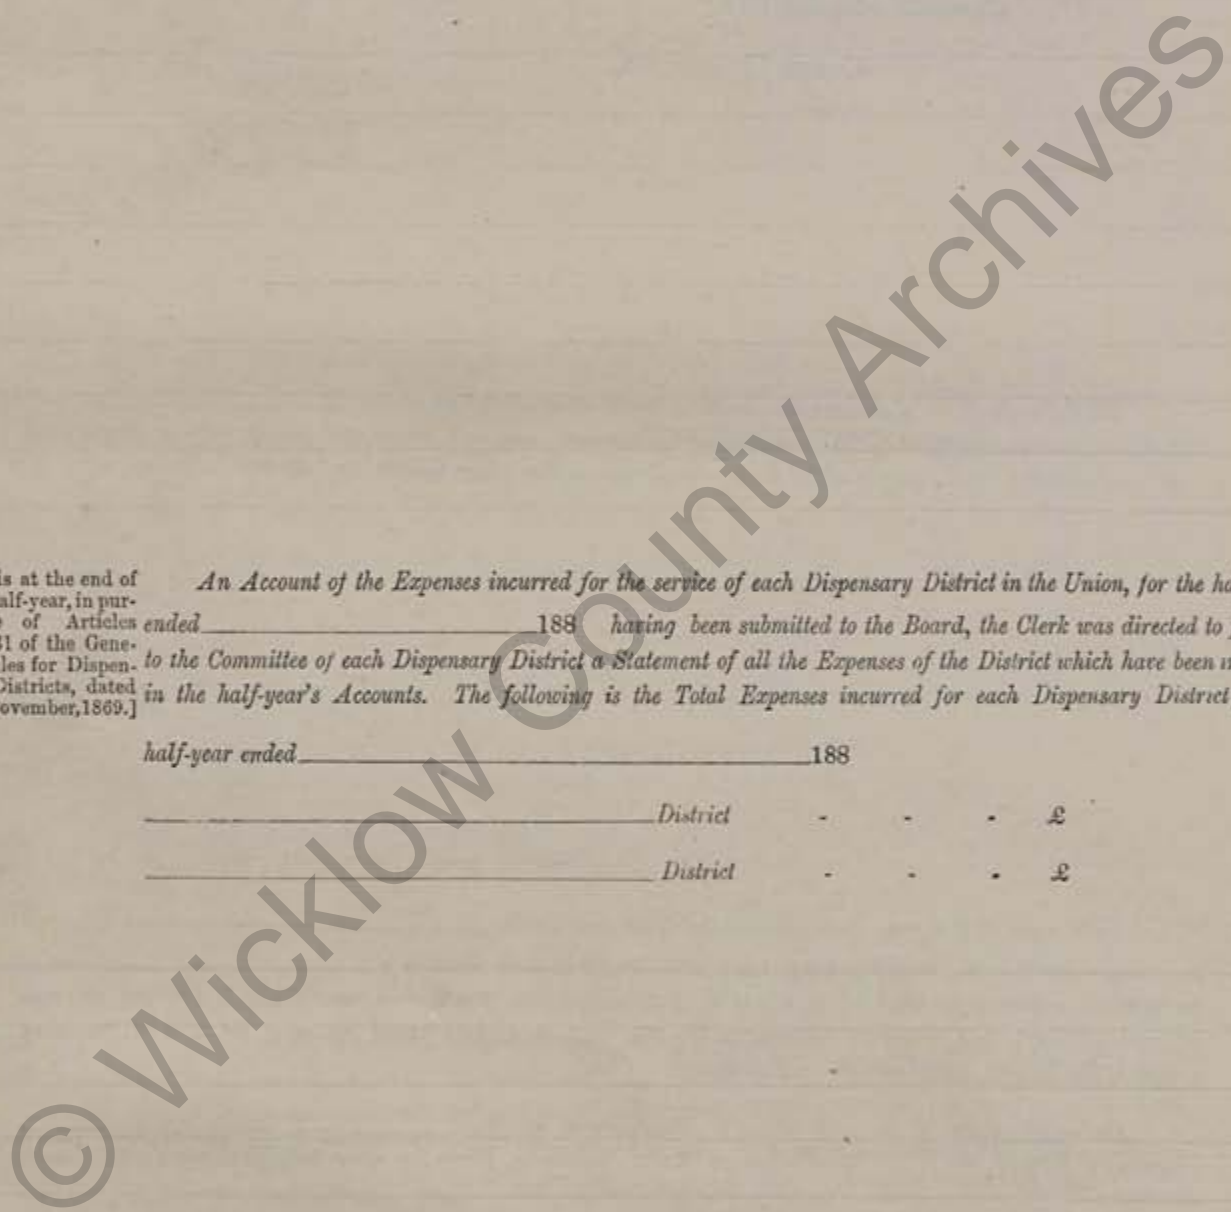 is at the end of
alf-year, in pur-
of Articles
31 of the Gene-
les for Dispen-
Districts, dated
ovember, 1869.]
An Account of the Expenses incurred for the service of each Dispensary District in the Union, for the ha
ended 188 having been submitted to the Board, the Clerk was directed to
to the Committee of each Dispensary District a Statement of all the Expenses of the District which have been
in the half-year's Accounts. The following is the Total Expenses incurred for each Dispensary District
half-year ended 188
District - - - £
District - - - £
© Wicklow County Archives